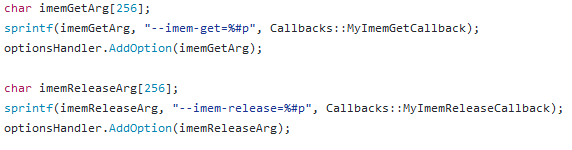 char imemGetArg[256];
sprintf(imemGetArg, "--imem-get=%#p", Callbacks::MyImemGetCallback);
optionsHandler.AddOption(imemGetArg);
char imemReleaseArg[256];
sprintf(imemReleaseArg, "--imem-release=%#p", Callbacks::MyImemReleaseCallback);
optionsHandler.AddOption(imemReleaseArg);